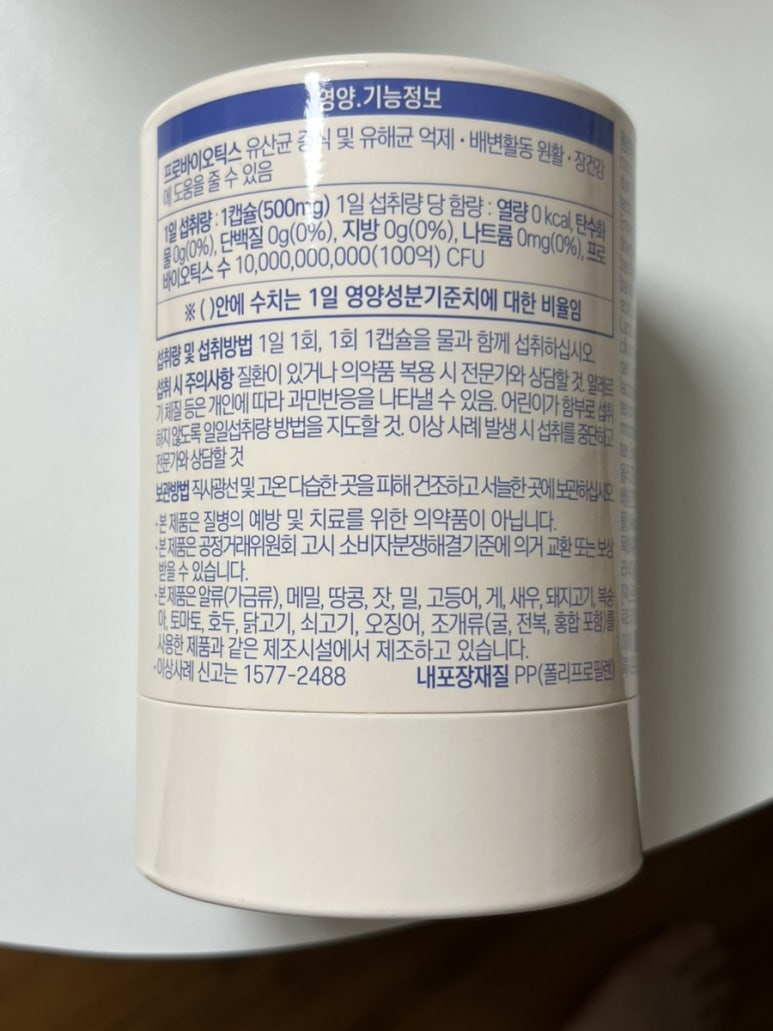 영양.기능정보
프로바이오틱스 유산균 증식 및 유해균 억제 · 배변활동 원활 · 장건강
에 도움을 줄 수 있음
1일 섭취량 : 1캡슐(500mg) 1일 섭취량 당 함량 : 열량 0 kcal, 탄수화
물 0g(0%), 단백질 0g(0%), 지방 0g(0%), 나트륨 0mg(0%), 프로
바이오틱스 수 10,000,000,000(100억) CFU
※ ( )안에 수치는 1일 영양성분기준치에 대한 비율임
섭취량 및 섭취방법 1일 1회, 1회 1캡슐을 물과 함께 섭취하십시오
섭취 시 주의사항 질환이 있거나 의약품 복용 시 전문가와 상담할 것. 알레르
기 체질 등은 개인에 따라 과민반응을 나타낼 수 있음. 어린이가 함부로 섭취
하지 않도록 일일섭취량 방법을 지도할 것. 이상 사례 발생 시 섭취를 중단하고
전문가와 상담할 것
보관방법 직사광선 및 고온 다습한 곳을 피해 건조하고 서늘한 곳에 보관하십시오
·본 제품은 질병의 예방 및 치료를 위한 의약품이 아닙니다.
·본 제품은 공정거래위원회 고시 소비자분쟁해결기준에 의거 교환 또는 보상
받을 수 있습니다.
·본 제품은 알류(가금류), 메밀, 땅콩, 잣, 밀, 고등어, 게, 새우, 돼지고기, 복숭
아, 토마토, 호두, 닭고기, 쇠고기, 오징어, 조개류(굴, 전복, 홍합 포함)를
사용한 제품과 같은 제조시설에서 제조하고 있습니다.
·이상사례 신고는 1577-2488 내포장재질 PP(폴리프로필렌)